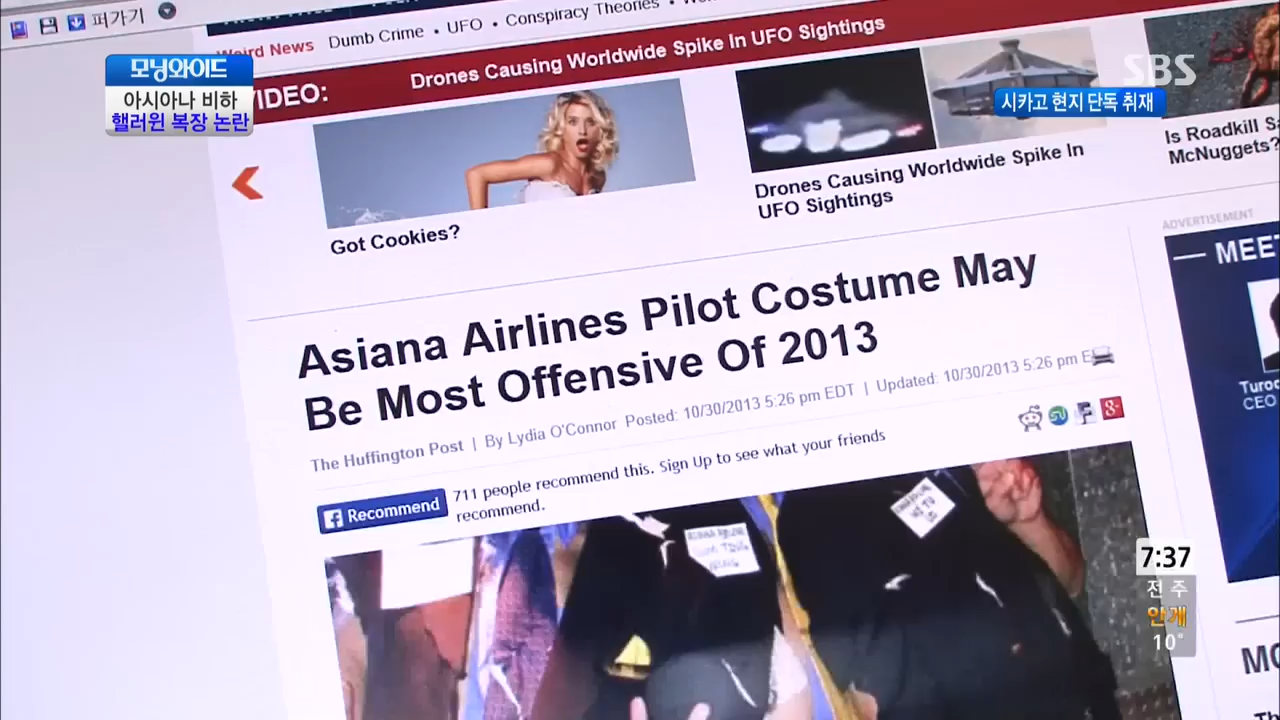 퍼가기
Weird News Dumb Crime • UFO • Conspiracy Theories •
VIDEO: Drones Causing Worldwide Spike In UFO Sightings
모닝와이드
아시아나 비하
핼러윈 복장 논란
SBS
시카고 현지 단독 취재
Got Cookies?
Drones Causing Worldwide Spike In
UFO Sightings
Is Roadkill
McNuggets?
ADVERTISEMENT
Asiana Airlines Pilot Costume May
Be Most Offensive Of 2013
The Huffington Post | By Lydia O'Connor Posted: 10/30/2013 5:26 pm EDT | Updated: 10/30/2013 5:26 pm
Recommend
711 people recommend this. Sign Up to see what your friends
recommend.
CEO
7:37
전주
안개
10°